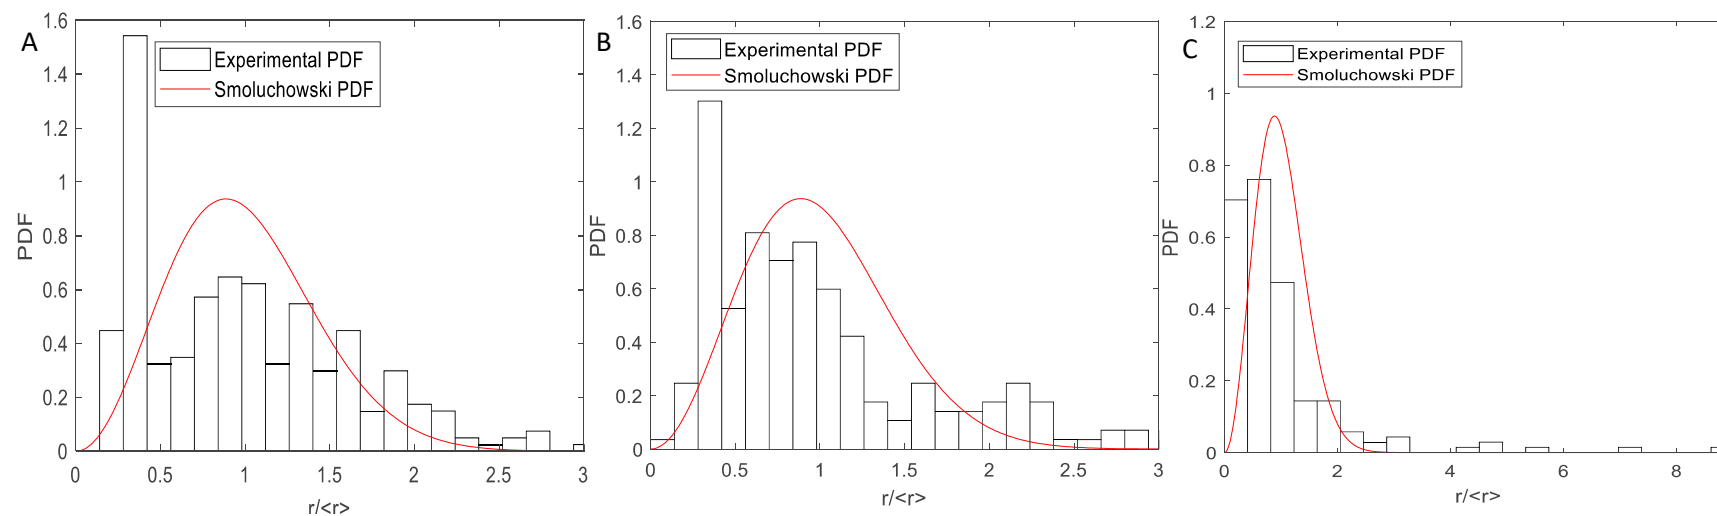 A
1.6
1.4
1.2
1
0.8
0.6
0.4
0.2
0
PDF
Experimental PDF
Smoluchowski PDF
0 0.5 1 1.5 2 2.5 3
r/<r>
B
1.6
1.4
1.2
1
0.8
0.6
0.4
0.2
0
PDF
Experimental PDF
Smoluchowski PDF
0 0.5 1 1.5 2 2.5 3
r/<r>
C
1.2
1
0.8
0.6
0.4
0.2
0
PDF
Experimental PDF
Smoluchowski PDF
0 2 4 6 8
r/<r>